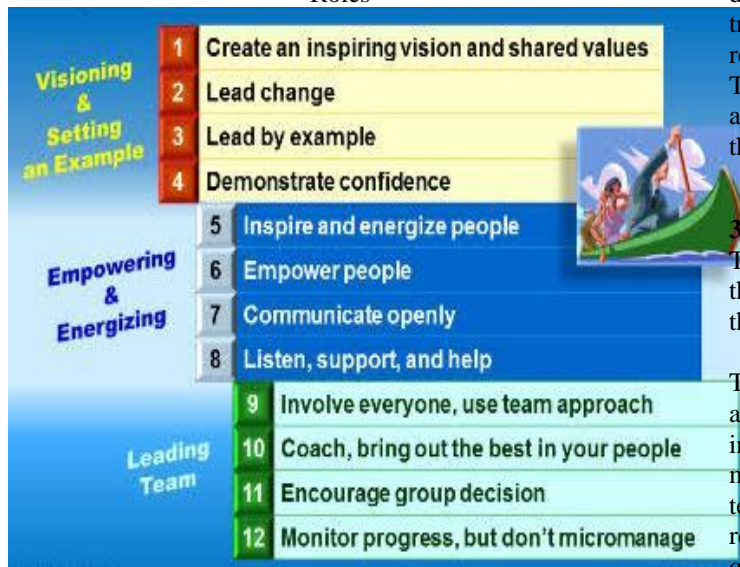 Roles
Visioning
&
Setting
an Example
1 Create an inspiring vision and shared values
2 Lead change
3 Lead by example
4 Demonstrate confidence
Empowering
&
Energizing
5 Inspire and energize people
6 Empower people
7 Communicate openly
8 Listen, support, and help
Leading
Team
9 Involve everyone, use team approach
10 Coach, bring out the best in your people
11 Encourage group decision
12 Monitor progress, but don't micromanage